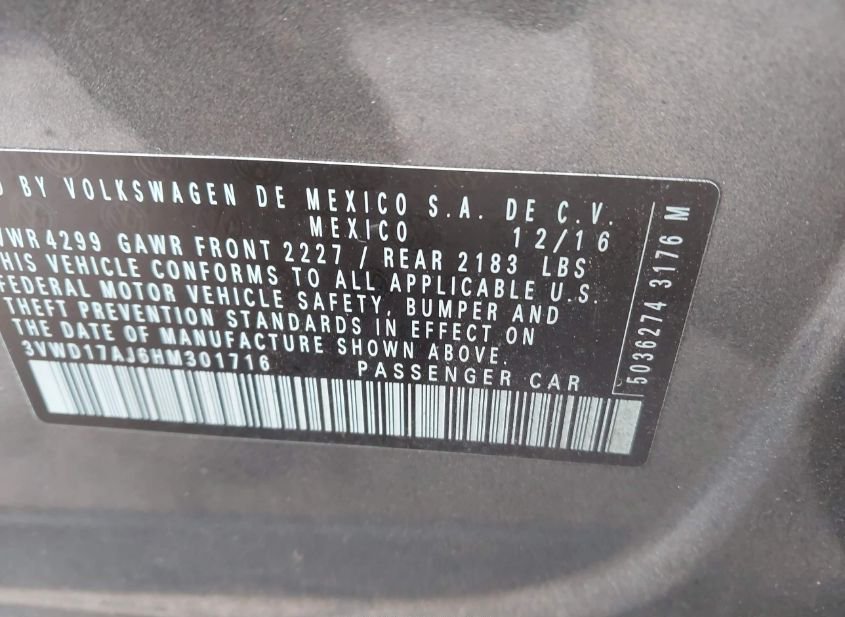 BY VOLKSWAGEN DE MEXICO S.A. DE C.V.
MEXICO 12/16
4299 GAWR FRONT 2227 / REAR 2183 LBS
THIS VEHICLE CONFORMS TO ALL APPLICABLE U.S.
FEDERAL MOTOR VEHICLE SAFETY, BUMPER AND
THEFT PREVENTION STANDARDS IN EFFECT ON
THE DATE OF MANUFACTURE SHOWN ABOVE.
3VWD17AJ6HM301716 PASSENGER CAR
5036274 3176 M